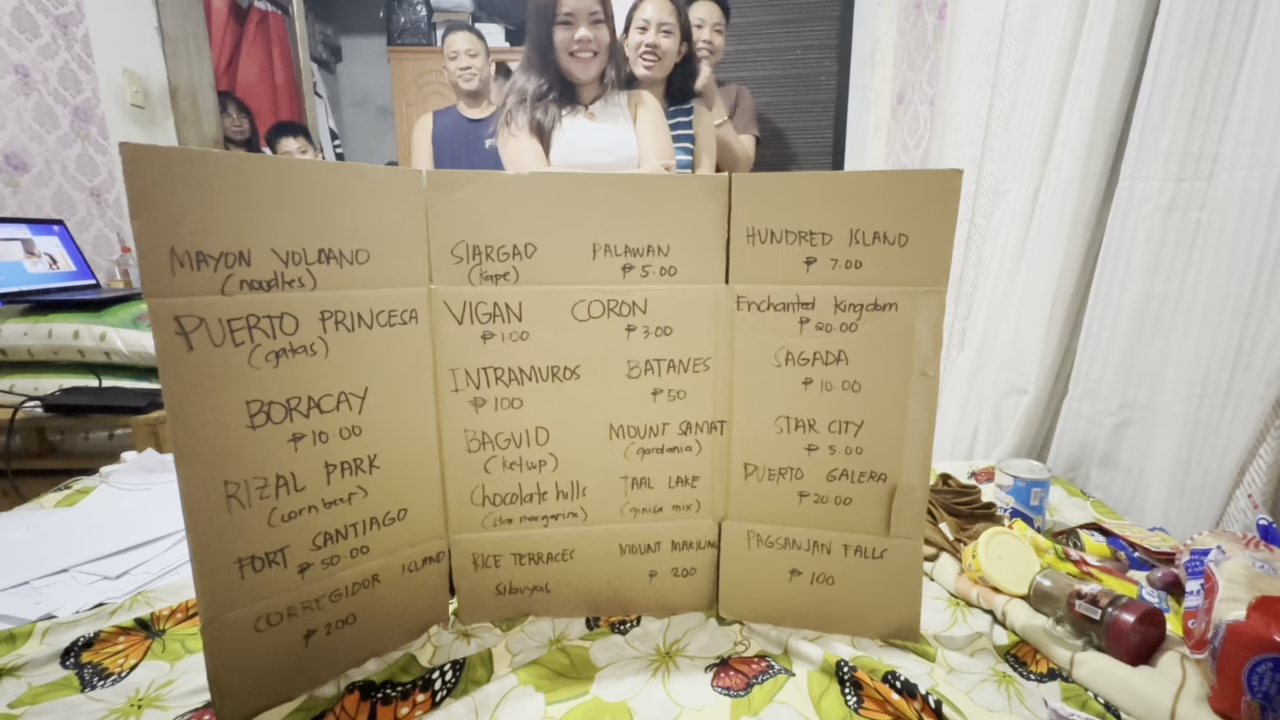 MAYON VOLCANO
(noodles)
PUERTO PRINCESA
(gatas)
BORACAY
₱10.00
RIZAL PARK
(cornbeef)
FORT SANTIAGO
₱50.00
CORREGIDOR ISLAND
₱200
SIARGAO
(kape)
PALAWAN
₱5.00
VIGAN
₱1.00
CORON
₱3.00
INTRAMUROS
₱100
BATANES
₱50
BAGUIO
(ketsup)
MOUNT SAMAT
(gardenia)
Chocolate hills
(star margarine)
TAAL LAKE
(ginisa mix)
RICE TERRACES
Sibuyas
MOUNT MAKILING
₱200
HUNDRED ISLAND
₱7.00
Enchanted Kingdom
₱20.00
SAGADA
₱10.00
STAR CITY
₱5.00
PUERTO GALERA
₱20.00
PAGSANJAN FALLS
₱100